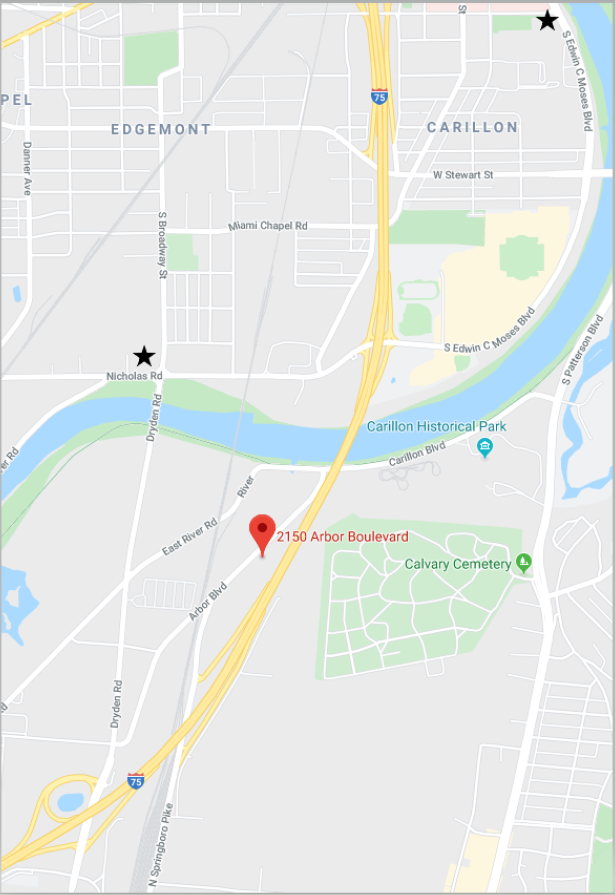 St
S Edwin C Moses Blvd
75
PEL
EDGEMONT
CARILLON
Danner Ave
W Stewart St
S Broadway St
Miami Chapel Rd
S Edwin C Moses Blvd
S Patterson Blvd
Nicholas Rd
Dryden Rd
Carillon Historical Park
Carillon Blvd
er Rd
River
East River Rd
2150 Arbor Boulevard
Calvary Cemetery
Arbor Blvd
Dryden Rd
75
N Springboro Pike